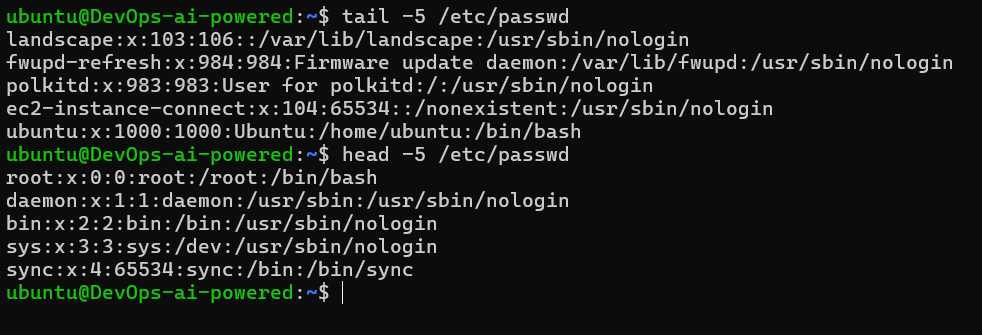 ubuntu@DevOps-ai-powered:~$ tail -5 /etc/passwd
landscape:x:103:106::/var/lib/landscape:/usr/sbin/nologin
fwupd-refresh:x:984:984:Firmware update daemon:/var/lib/fwupd:/usr/sbin/nologin
polkitd:x:983:983:User for polkitd:/:/usr/sbin/nologin
ec2-instance-connect:x:104:65534::/nonexistent:/usr/sbin/nologin
ubuntu:x:1000:1000:Ubuntu:/home/ubuntu:/bin/bash
ubuntu@DevOps-ai-powered:~$ head -5 /etc/passwd
root:x:0:0:root:/root:/bin/bash
daemon:x:1:1:daemon:/usr/sbin:/usr/sbin/nologin
bin:x:2:2:bin:/bin:/usr/sbin/nologin
sys:x:3:3:sys:/dev:/usr/sbin/nologin
sync:x:4:65534:sync:/bin:/bin/sync
ubuntu@DevOps-ai-powered:~$